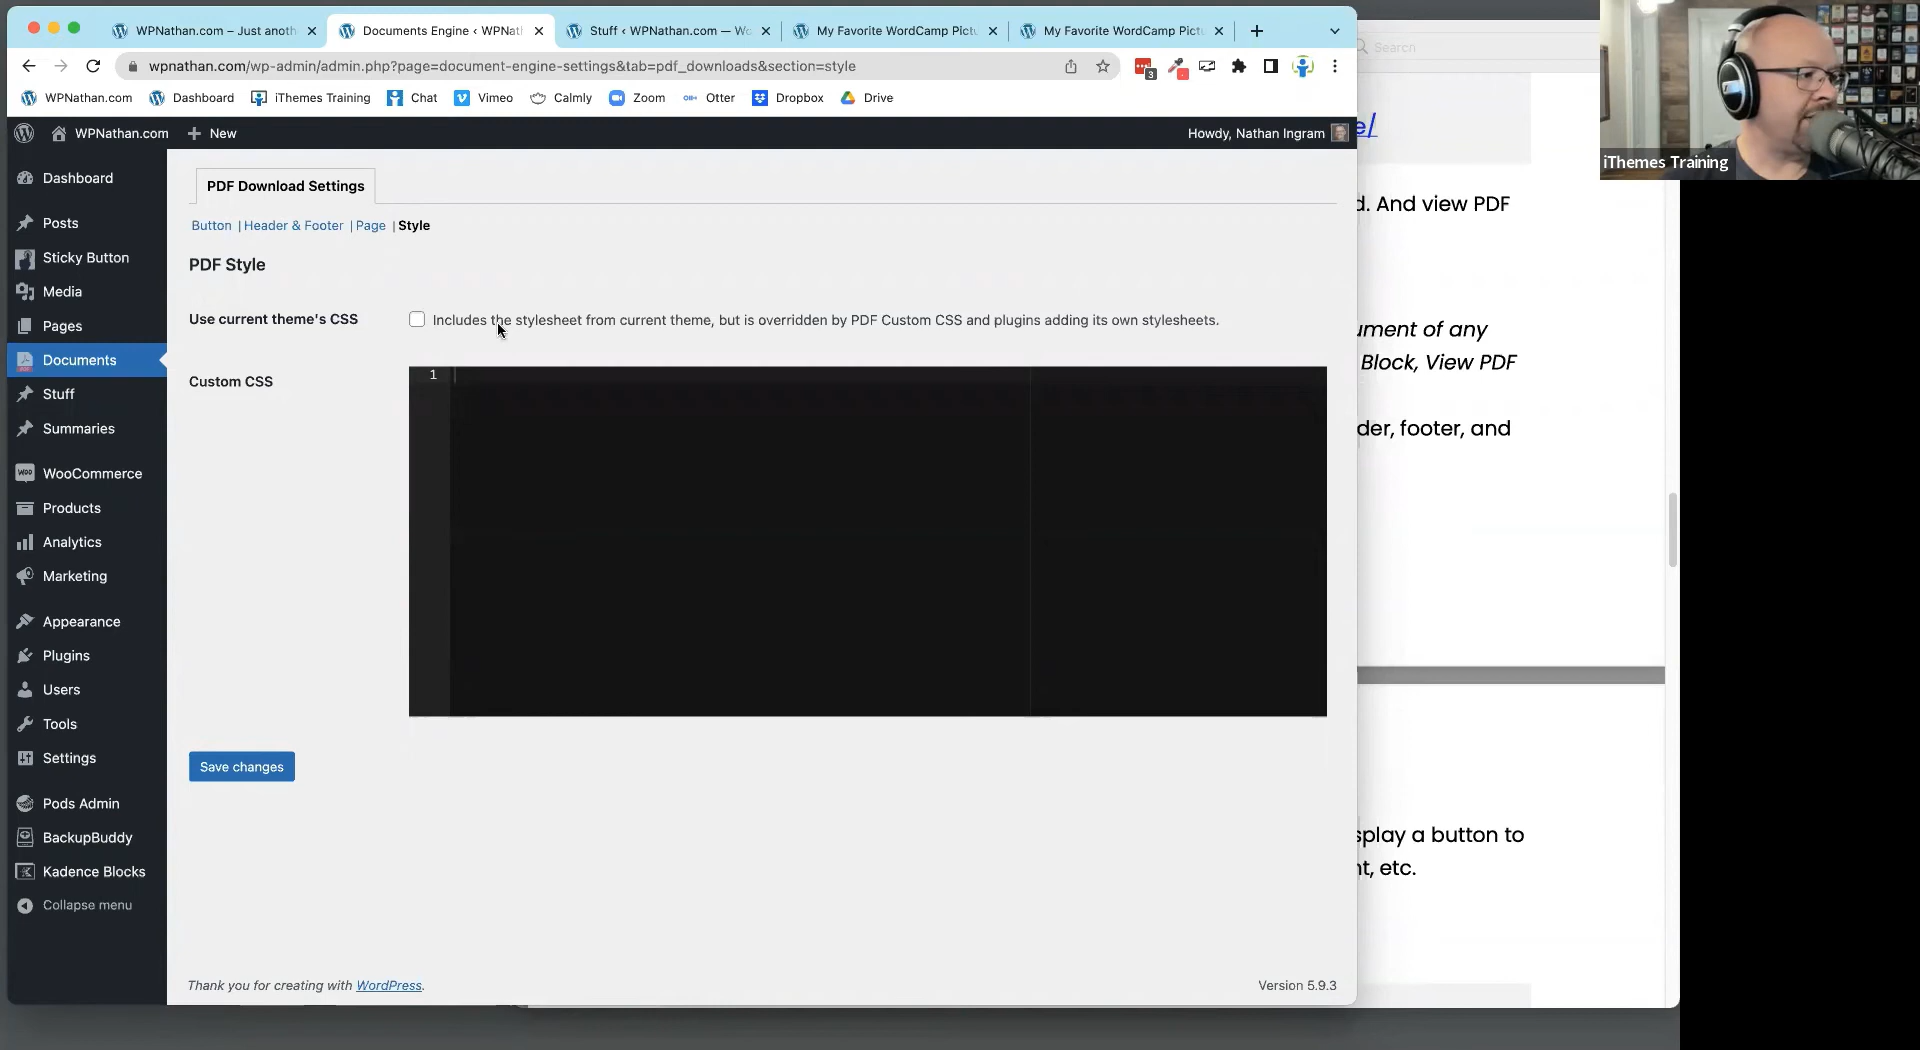 WPNathan.com – Just anoth
Documents Engine ‹ WPNath
Stuff ‹ WPNathan.com — Wo
My Favorite WordCamp Pictu
My Favorite WordCamp Pictu
wpnathan.com/wp-admin/admin.php?page=document-engine-settings&tab=pdf_downloads&section=style
3
Search
WPNathan.com Dashboard iThemes Training Chat Vimeo Calmly Zoom Otter Dropbox Drive
WPNathan.com + New Howdy, Nathan Ingram
e/
iThemes Training
Dashboard
Posts
Sticky Button
Media
Pages
Documents
Stuff
Summaries
WooCommerce
Products
Analytics
Marketing
Appearance
Plugins
Users
Tools
Settings
Pods Admin
BackupBuddy
Kadence Blocks
Collapse menu
PDF Download Settings
Button | Header & Footer | Page | Style
PDF Style
Use current theme's CSS
Includes the stylesheet from current theme, but is overridden by PDF Custom CSS and plugins adding its own stylesheets.
Custom CSS
1
Save changes
Thank you for creating with WordPress.
Version 5.9.3
d. And view PDF
ument of any
Block, View PDF
der, footer, and
splay a button to
nt, etc.